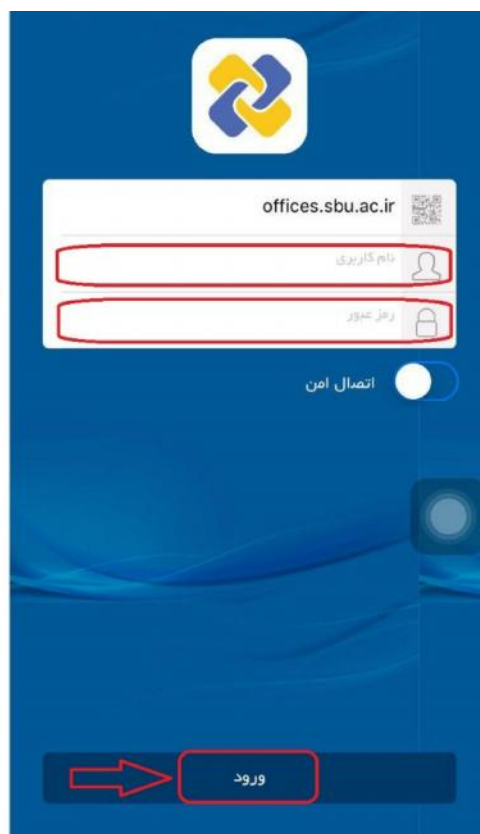 offices.sbu.ac.ir
نام کاربری
رمز عبور
اتصال امن
ورود